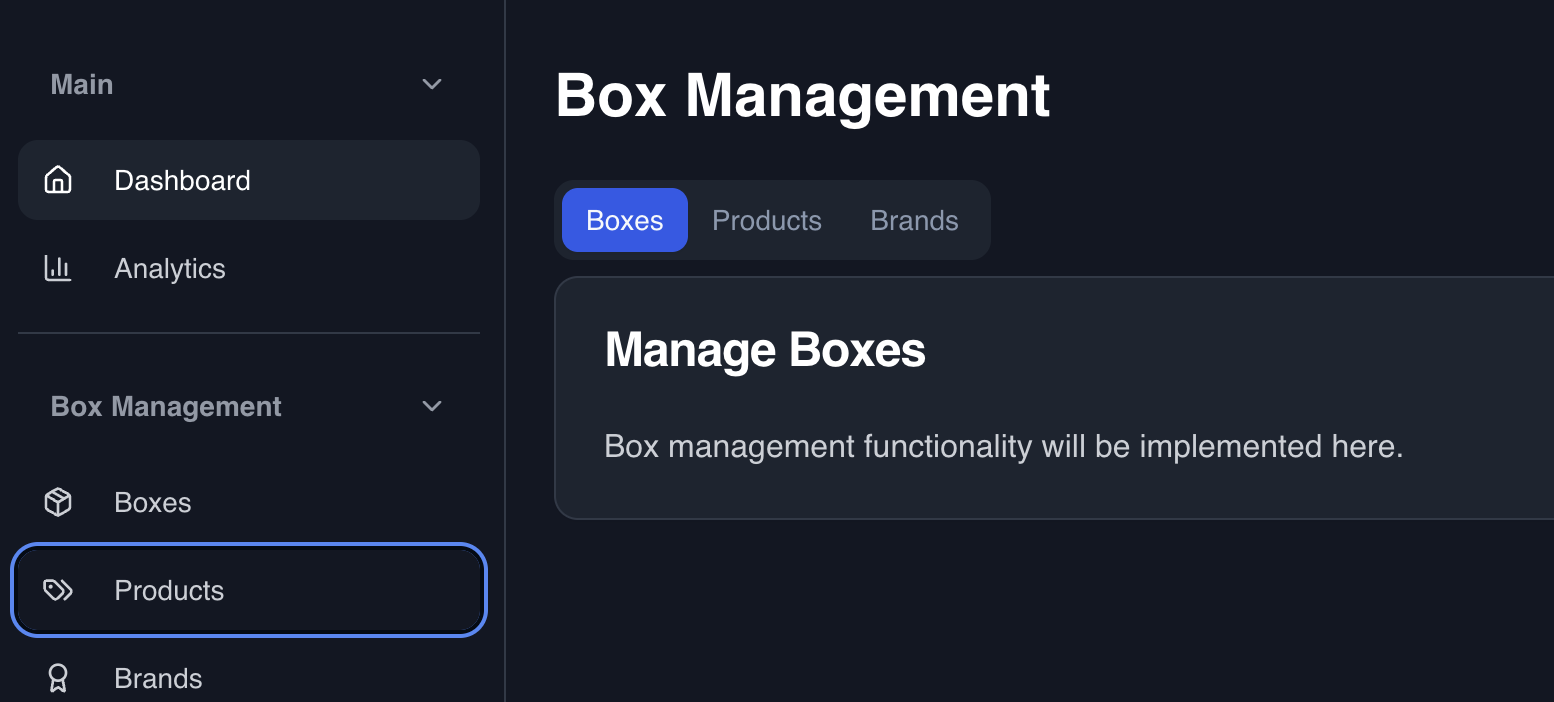 Main
Dashboard
Analytics
Box Management
Boxes
Products
Brands
Box Management
Boxes
Products
Brands
Manage Boxes
Box management functionality will be implemented here.